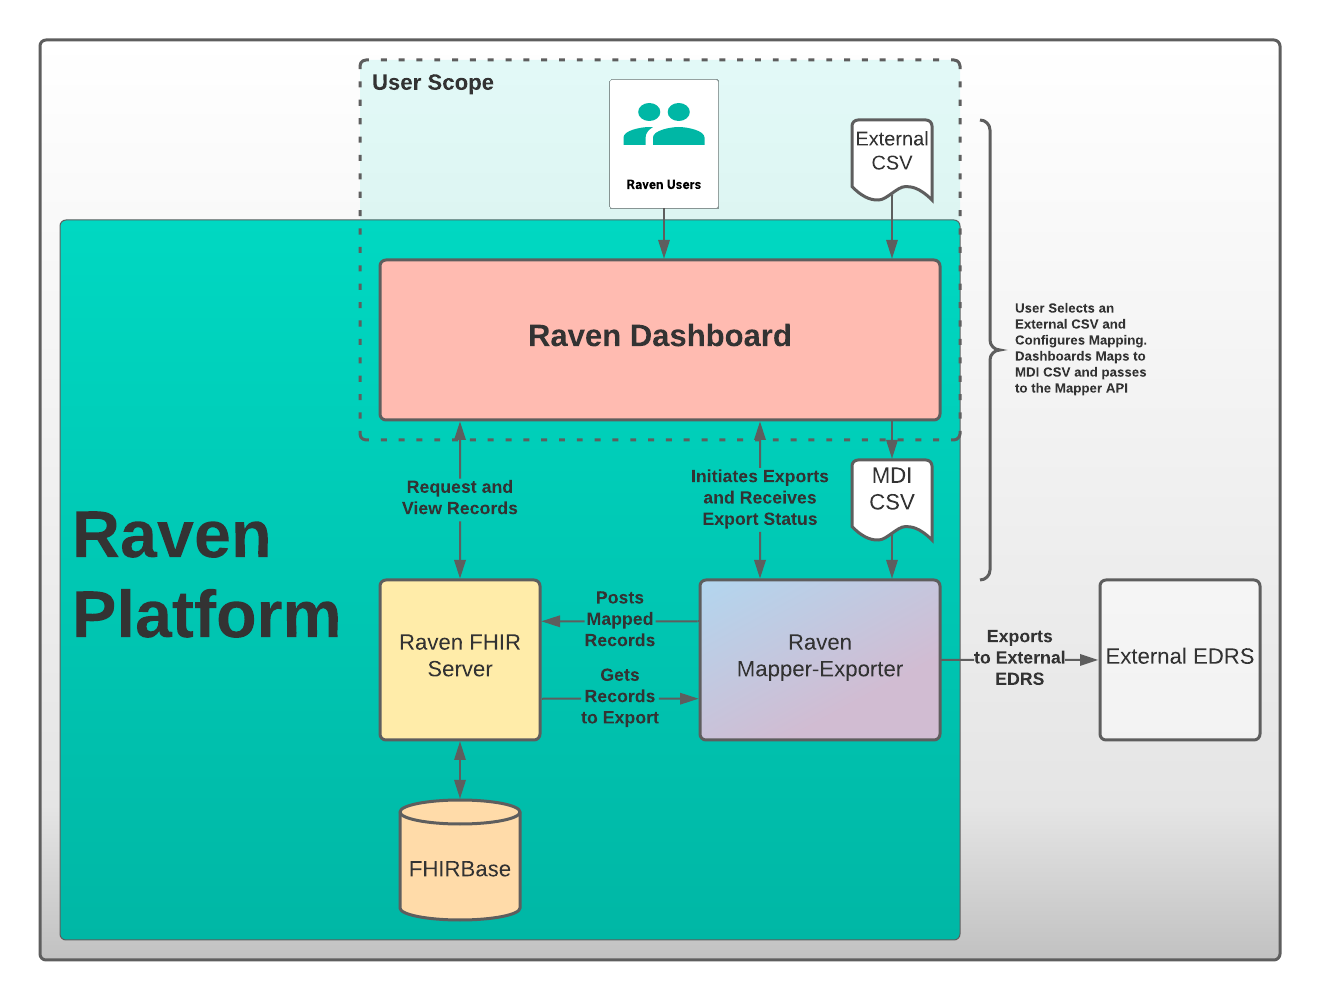 User Scope
Raven Users
External
CSV
Raven Dashboard
User Selects an
External CSV and
Configures Mapping.
Dashboards Maps to
MDI CSV and passes
to the Mapper API
Request and
View Records
Initiates Exports
and Receives
Export Status
MDI
CSV
Raven
Platform
Raven FHIR
Server
Posts
Mapped
Records
Gets
Records
to Export
Raven
Mapper-Exporter
Exports
to External
EDRS
External EDRS
FHIRBase